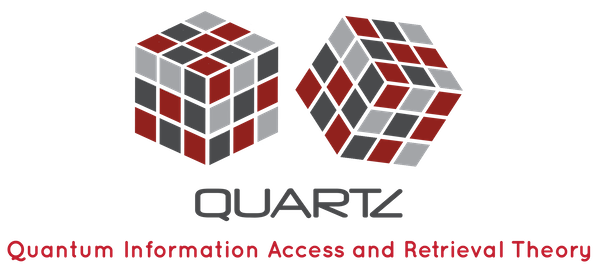 QUARTZ
Quantum Information Access and Retrieval Theory